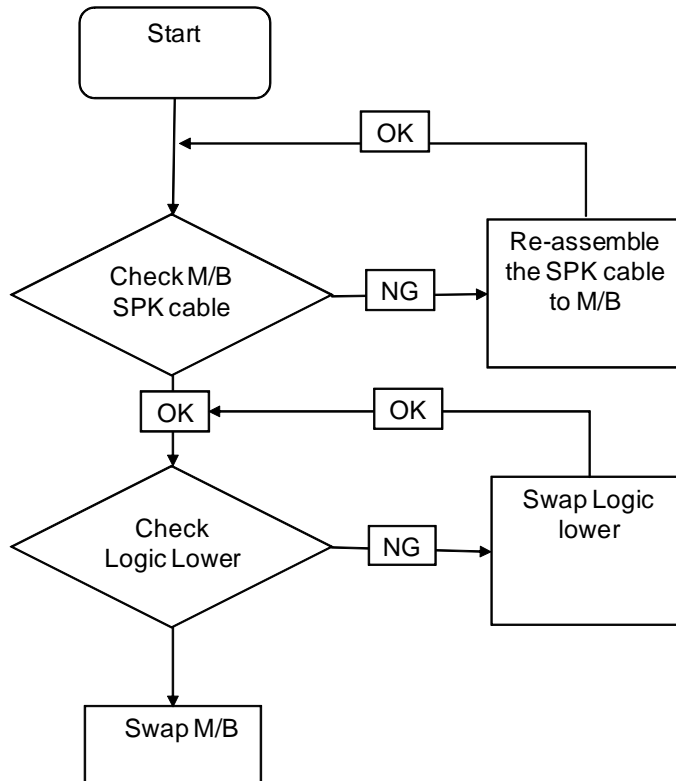 Start
OK
Check M/B
SPK cable
NG
Re-assemble
the SPK cable
to M/B
OK
OK
Check
Logic Lower
NG
Swap Logic
lower
Swap M/B